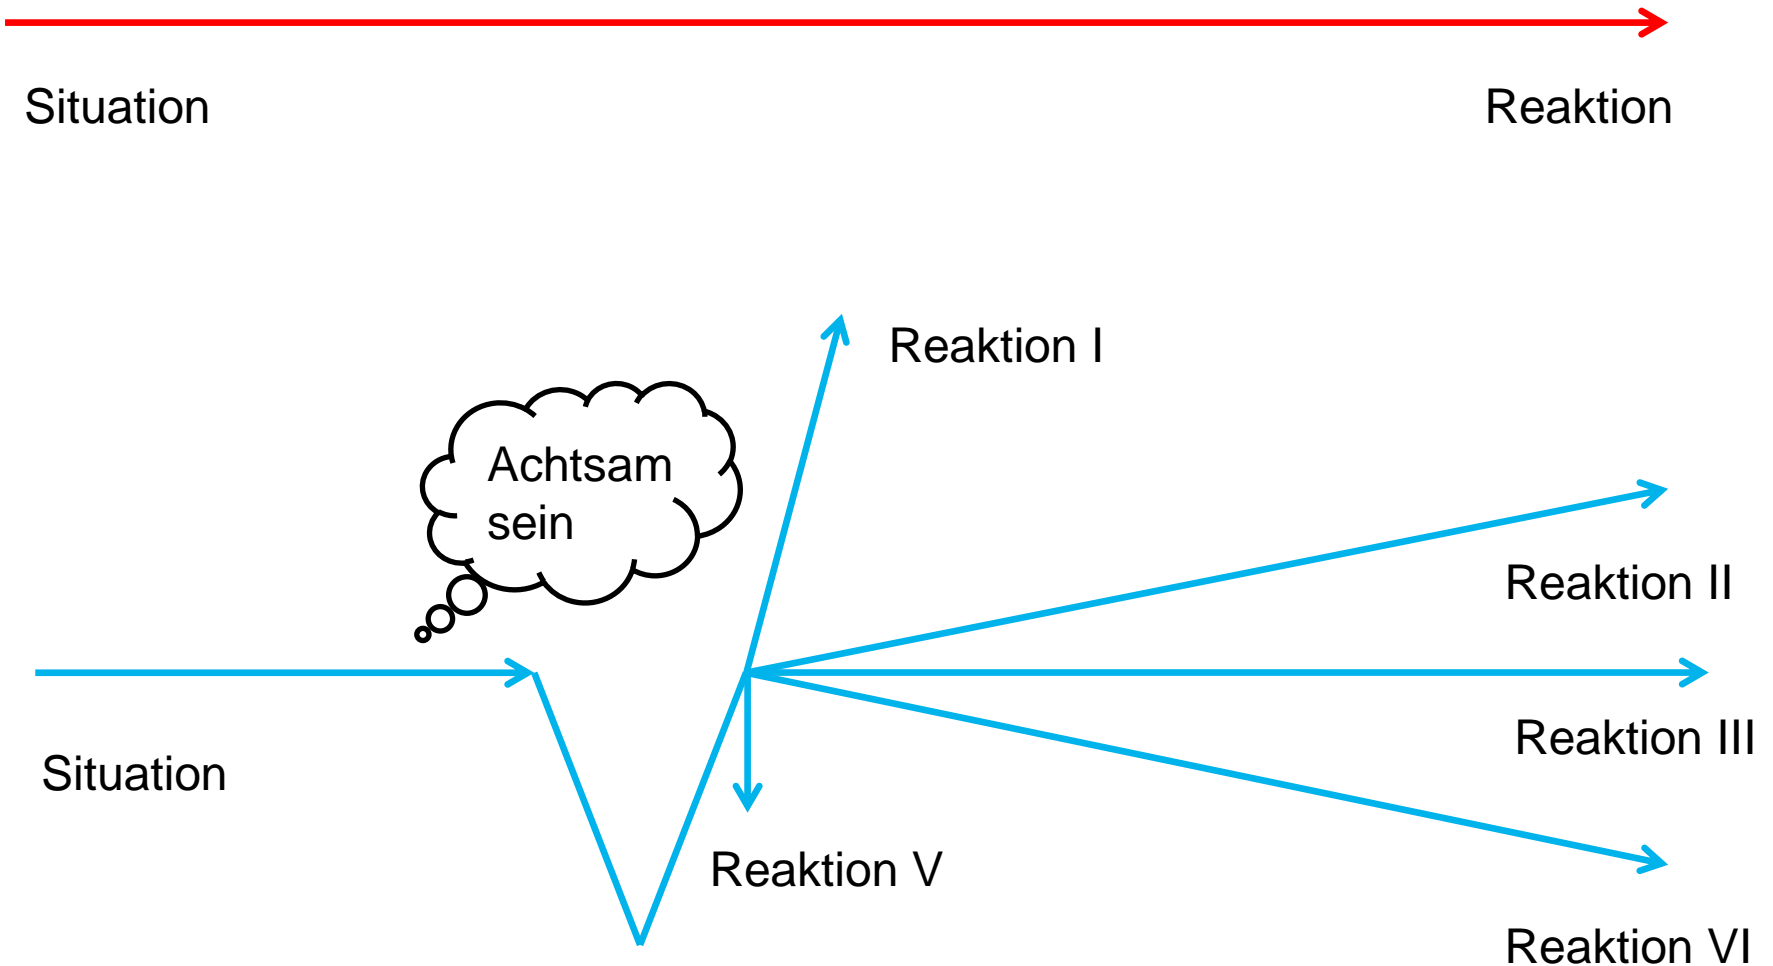 Situation
Reaktion
Reaktion I
Achtsam
sein
Reaktion II
Reaktion III
Situation
Reaktion V
Reaktion VI